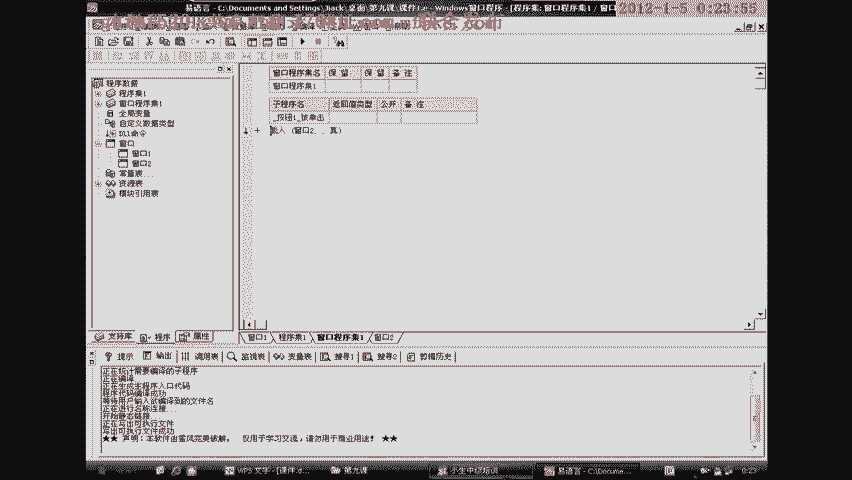 C:\Documents and Settings\Jack\桌面\第九课\课件1.e - Windows窗口程序 - [程序集: 窗口程序集1 / 窗口
2012-1-5 0:23:55
程序数据
程序集1
窗口程序集1
全局变量
自定义数据类型
Dll命令
窗口
窗口1
窗口2
常量表...
资源表
模块引用表
窗口程序集名 保 留 保 留 备 注
窗口程序集1
子程序名 返回值类型 公开 备 注
_按钮1_被单击
载入 (窗口2, , 真)
支持库 程序 属性
窗口1 程序集1 窗口程序集1 窗口2
提示 输出 调用表 监视表 变量表 搜寻1 搜寻2 剪辑历史
正在统计需要编译的子程序
正在编译...
正在生成主程序入口代码
程序代码编译成功
等待用户输入欲编译到的文件名
正在进行名称连接...
开始静态链接...
正在写出可执行文件
写出可执行文件成功
★★ 声明：本软件由雪风完美破解。 仅用于学习交流，请勿用于商业用途！ ★★
WPS 文字 - [课件.d... 第九课 小生中级培训 易语言 - C:\Docume... 0:23